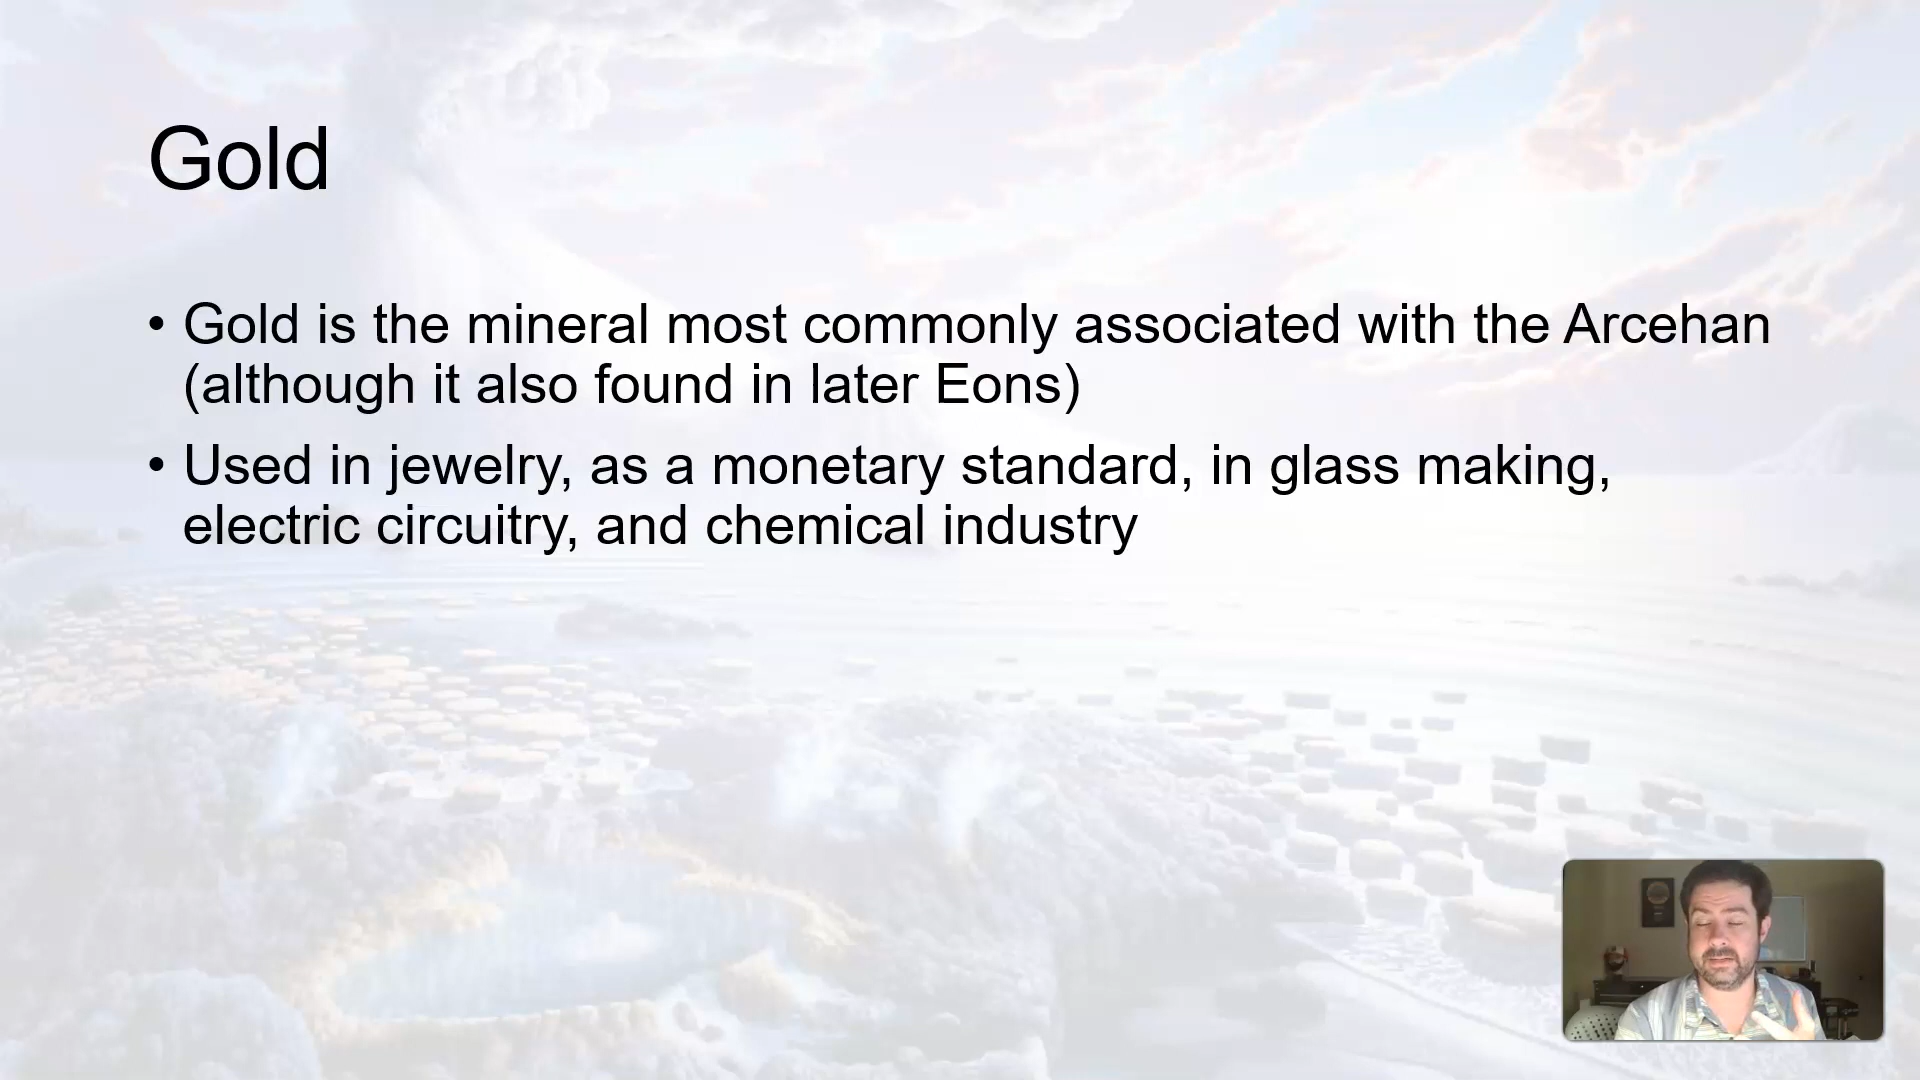 Gold
• Gold is the mineral most commonly associated with the Arcehan
(although it also found in later Eons)
• Used in jewelry, as a monetary standard, in glass making,
electric circuitry, and chemical industry